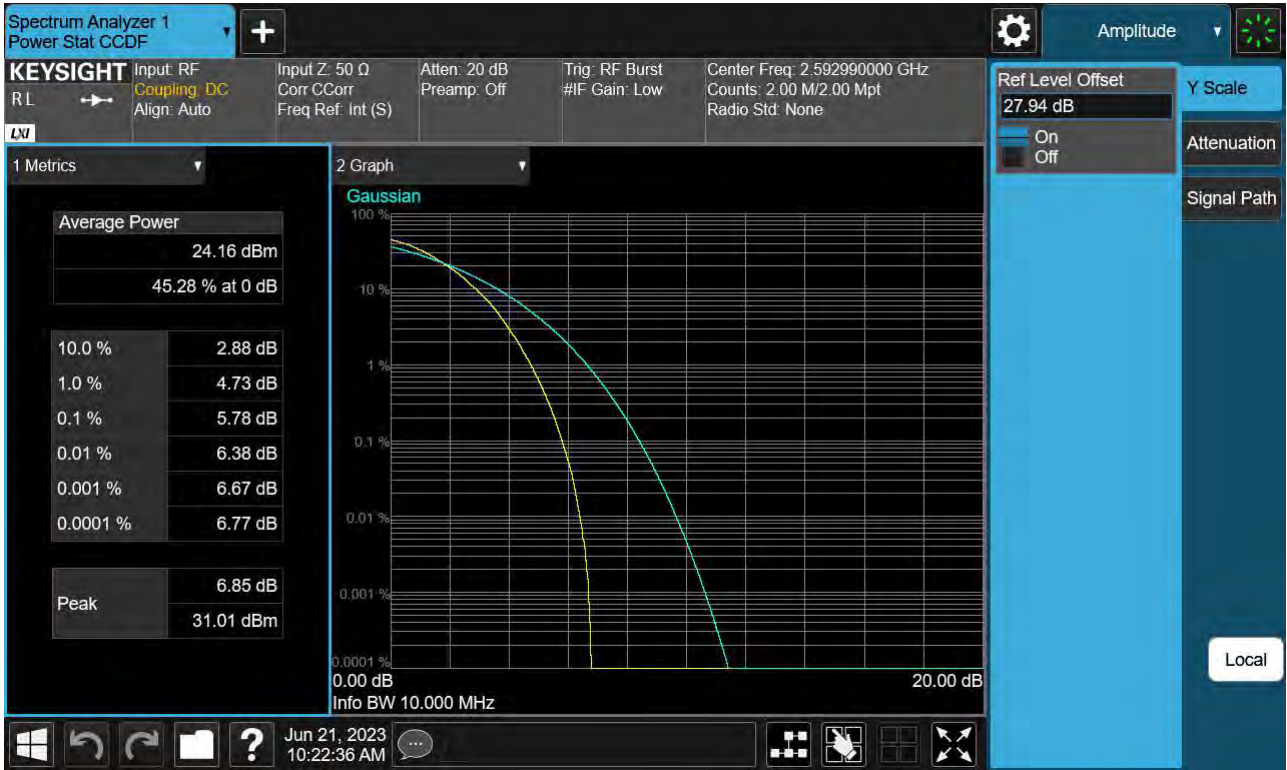 Spectrum Analyzer 1
Power Stat CCDF
Amplitude
KEYSIGHT
RL
LXI
Input: RF
Coupling: DC
Align: Auto
Input Z: 50 Ω
Corr CCorr
Freq Ref: Int (S)
Atten: 20 dB
Preamp: Off
Trig: RF Burst
#IF Gain: Low
Center Freq: 2.592990000 GHz
Counts: 2.00 M/2.00 Mpt
Radio Std: None
Ref Level Offset
27.94 dB
On
Off
Y Scale
Attenuation
Signal Path
Local
1 Metrics
Average Power
24.16 dBm
45.28 % at 0 dB
10.0 % 2.88 dB
1.0 % 4.73 dB
0.1 % 5.78 dB
0.01 % 6.38 dB
0.001 % 6.67 dB
0.0001 % 6.77 dB
Peak
6.85 dB
31.01 dBm
2 Graph
Gaussian
100 %
10 %
1 %
0.1 %
0.01 %
0.001 %
0.0001 %
0.00 dB
20.00 dB
Info BW 10.000 MHz
?
Jun 21, 2023
10:22:36 AM